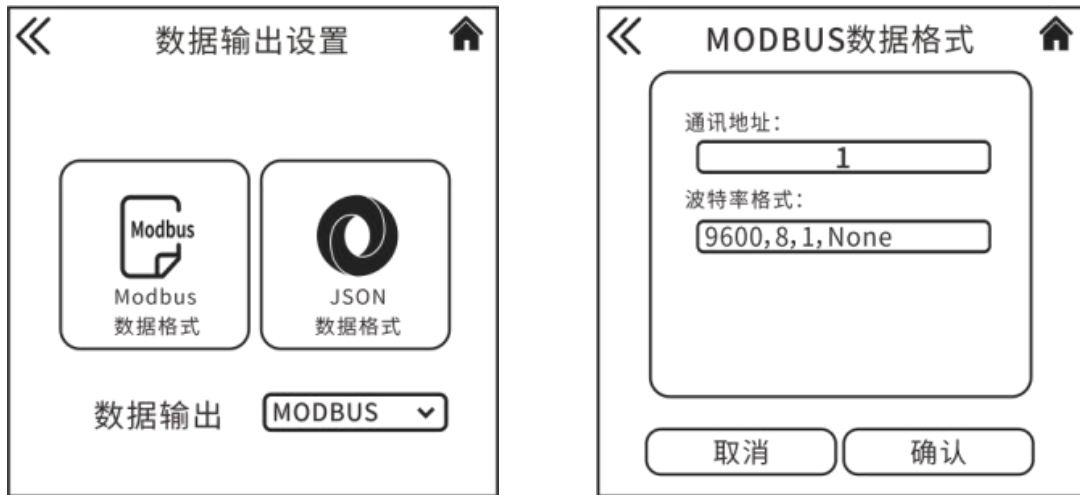 数据输出设置
Modbus
Modbus
数据格式
JSON
数据格式
数据输出
MODBUS
MODBUS数据格式
通讯地址：
1
波特率格式：
9600,8,1,None
取消
确认